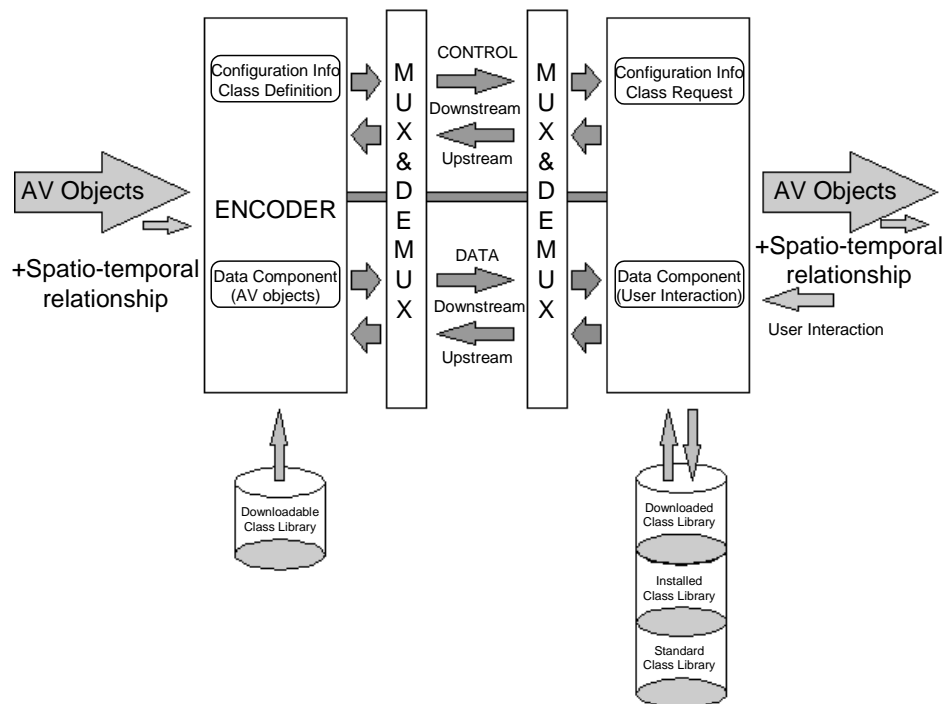 Configuration Info
Class Definition
M
U
X
&
D
E
M
U
X
CONTROL
Downstream
Upstream
M
U
X
&
D
E
M
U
X
Configuration Info
Class Request
AV Objects
ENCODER
+Spatio-temporal
relationship
Data Component
(AV objects)
DATA
Downstream
Upstream
Data Component
(User Interaction)
AV Objects
+Spatio-temporal
relationship
User Interaction
Downloadable
Class Library
Downloaded
Class Library
Installed
Class Library
Standard
Class Library